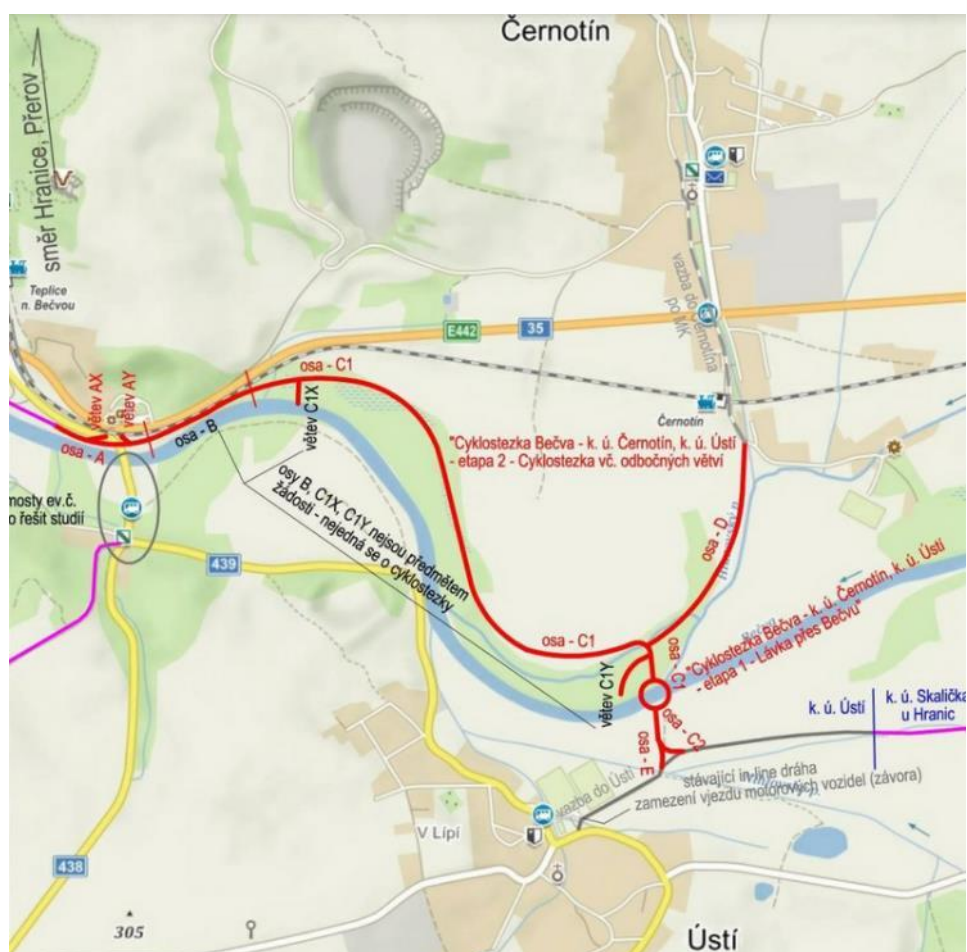 Černotín
směr Hranice, Přerov
Teplice
n. Bečvou
E442
35
vazba do Černotína
po MK
větev AX
větev AY
osa - A
osa - B
osa - C1
větev C1X
Černotín
"Cyklostezka Bečva - k. ú. Černotín, k. ú. Ústí
- etapa 2 - Cyklostezka vč. odbočných větví
osy B, C1X, C1Y nejsou předmětem
žádosti - nejedná se o cyklostezky
mosty ev.č.
o řešit studií
439
osa - D
osa - C1
osa - C1
větev C1Y
"Cyklostezka Bečva - k. ú. Černotín, k. ú. Ústí
- etapa 1 - Lávka přes Bečvu"
k. ú. Ústí
k. ú. Skalička
u Hranic
osa - C2
osa - E
stávající in-line dráha
zamezení vjezdu motorových vozidel (závora)
vazba do Ústí
V Lípí
438
305
Ústí